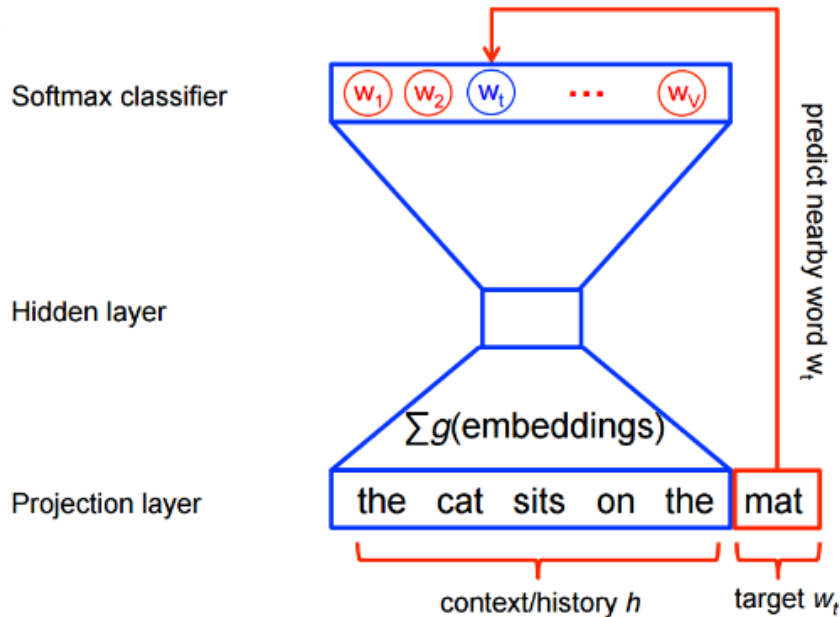 Softmax classifier
w1 w2 wt ... wV
predict nearby word wt
Hidden layer
∑g(embeddings)
Projection layer
the cat sits on the mat
context/history h
target wt